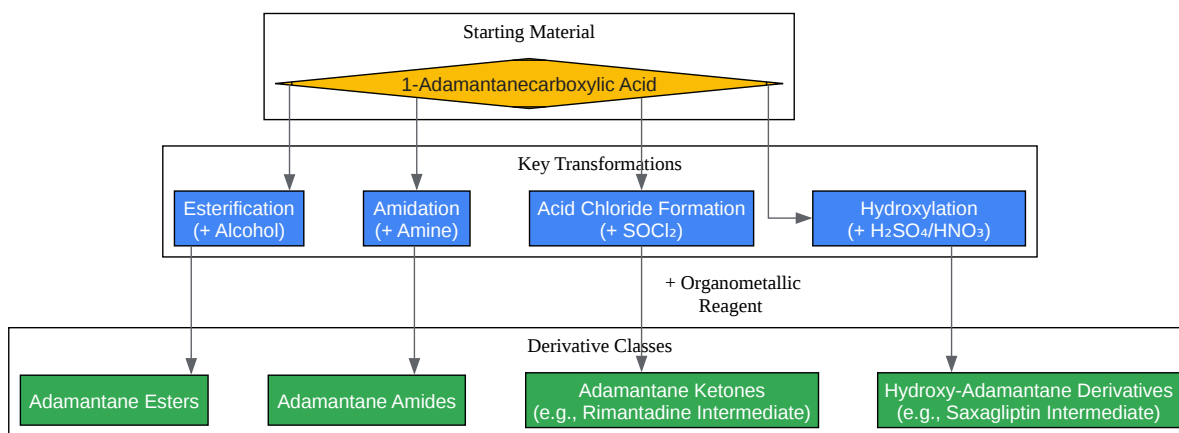 Starting Material
1-Adamantanecarboxylic Acid
Key Transformations
Esterification
(+ Alcohol)
Amidation
(+ Amine)
Acid Chloride Formation
(+ SOCl₂)
Hydroxylation
(+ H₂SO₄/HNO₃)
+ Organometallic
Reagent
Derivative Classes
Adamantane Esters
Adamantane Amides
Adamantane Ketones
(e.g., Rimantadine Intermediate)
Hydroxy-Adamantane Derivatives
(e.g., Saxagliptin Intermediate)